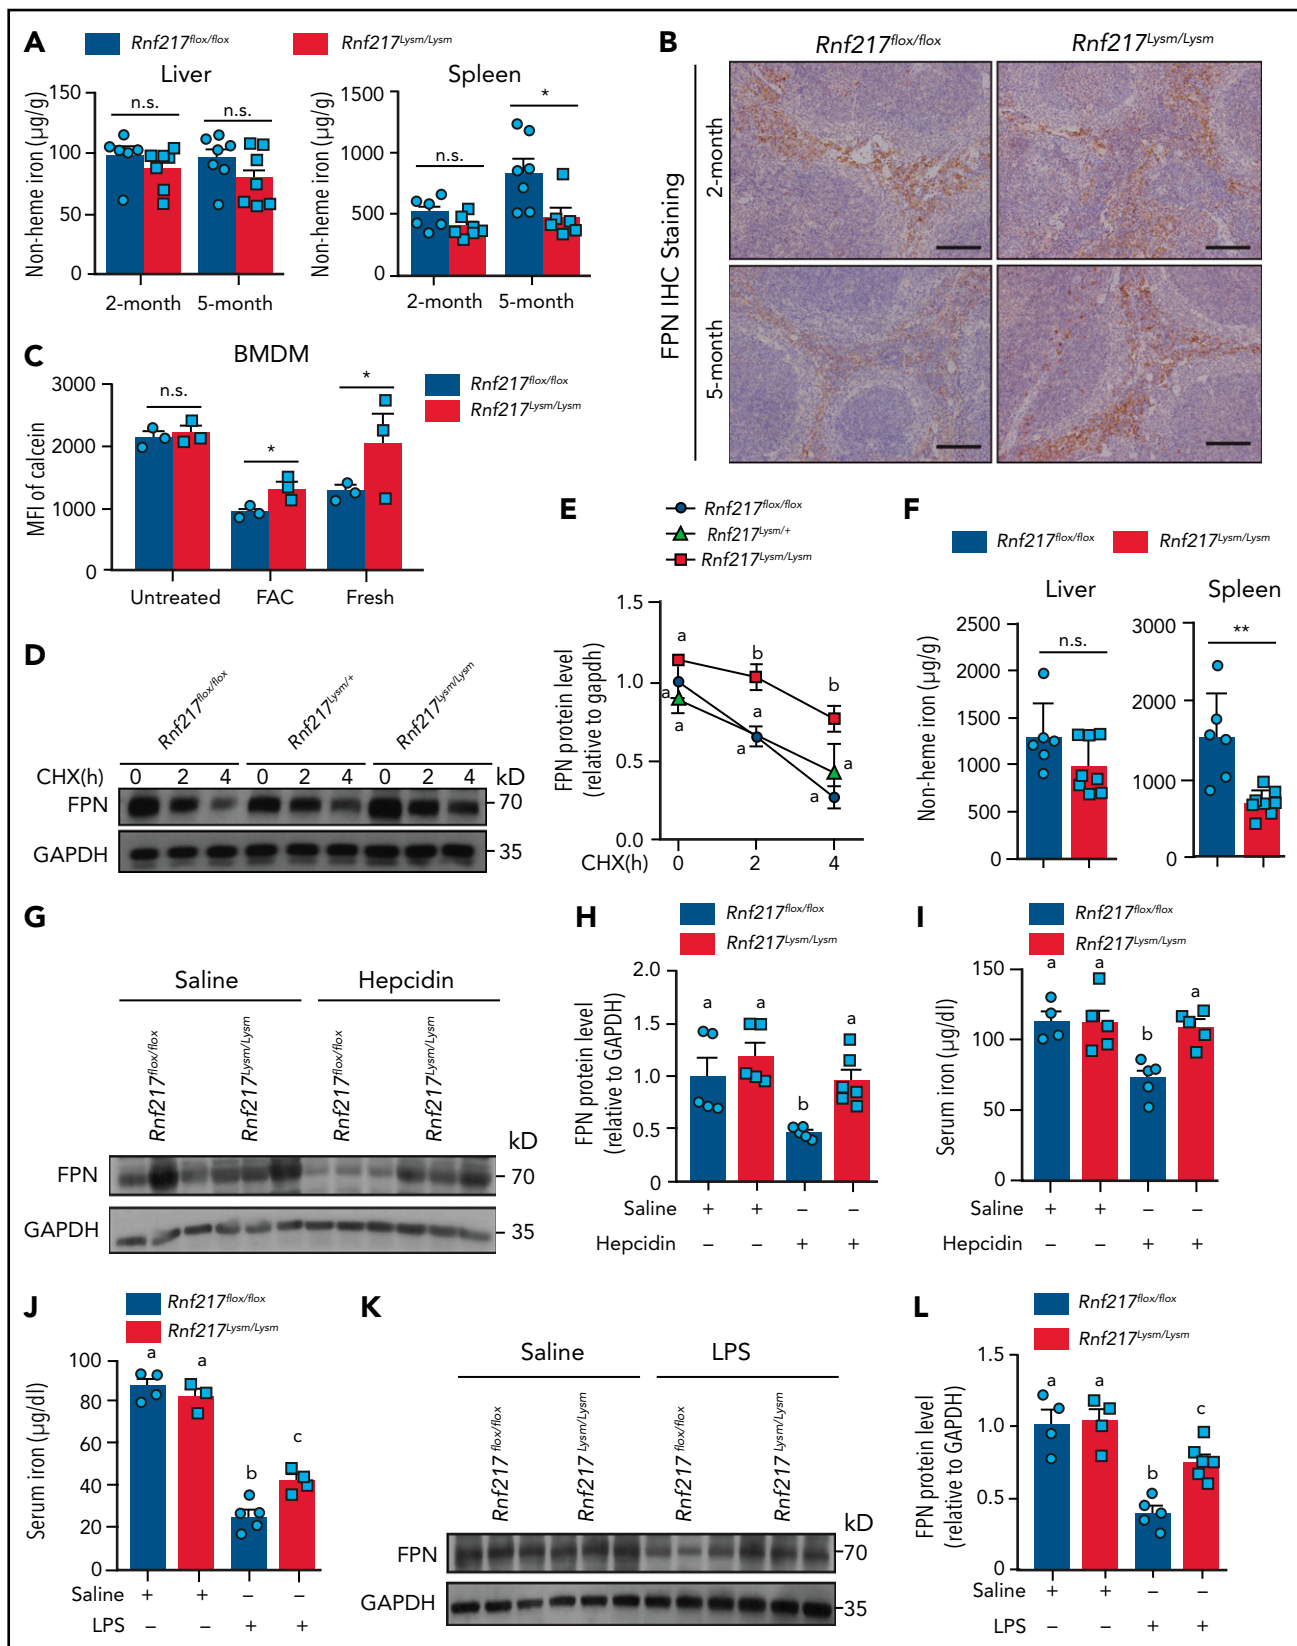 A
Rnf217flox/flox
Rnf217Lysm/Lysm
Liver
Non-heme iron (µg/g)
150
100
50
0
n.s.
n.s.
2-month
5-month
Spleen
Non-heme iron (µg/g)
1500
1000
500
0
n.s.
*
2-month
5-month
B
Rnf217flox/flox
Rnf217Lysm/Lysm
FPN IHC Staining
2-month
5-month
C
BMDM
Rnf217flox/flox
Rnf217Lysm/Lysm
MFI of calcein
3000
2000
1000
0
n.s.
*
*
Untreated
FAC
Fresh
D
Rnf217flox/flox
Rnf217Lysm/+
Rnf217Lysm/Lysm
CHX(h) 0 2 4 0 2 4 0 2 4 kD
FPN
70
GAPDH
35
E
Rnf217flox/flox
Rnf217Lysm/+
Rnf217Lysm/Lysm
FPN protein level
(relative to gapdh)
1.5
1.0
0.5
0.0
a
a
a
b
a
a
b
a
a
CHX(h) 0 2 4
F
Rnf217flox/flox
Rnf217Lysm/Lysm
Liver
Non-heme iron (µg/g)
2500
2000
1500
1000
500
0
n.s.
Spleen
3000
2000
1000
0
**
G
Saline
Hepcidin
Rnf217flox/flox
Rnf217Lysm/Lysm
Rnf217flox/flox
Rnf217Lysm/Lysm
kD
FPN
70
GAPDH
35
H
Rnf217flox/flox
Rnf217Lysm/Lysm
FPN protein level
(relative to GAPDH)
2.0
1.5
1.0
0.5
0
a
a
b
a
Saline + + – –
Hepcidin – – + +
I
Rnf217flox/flox
Rnf217Lysm/Lysm
Serum iron (µg/dl)
150
100
50
0
a
a
b
a
Saline + + – –
Hepcidin – – + +
J
Rnf217flox/flox
Rnf217Lysm/Lysm
Serum iron (µg/dl)
100
80
60
40
20
0
a
a
b
c
Saline + + – –
LPS – – + +
K
Saline
LPS
Rnf217flox/flox
Rnf217Lysm/Lysm
Rnf217flox/flox
Rnf217Lysm/Lysm
kD
FPN
70
GAPDH
35
L
Rnf217flox/flox
Rnf217Lysm/Lysm
FPN protein level
(relative to GAPDH)
1.5
1.0
0.5
0
a
a
b
c
Saline + + – –
LPS – – + +